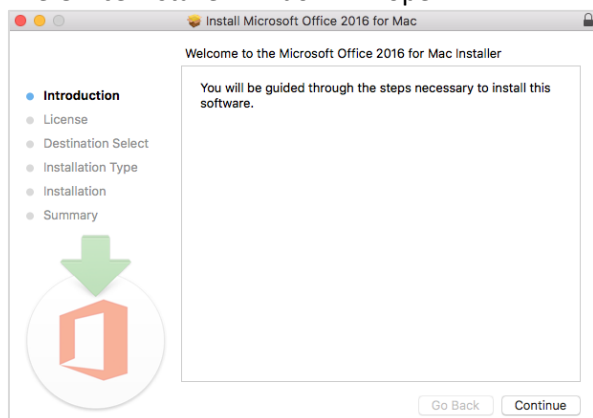 Install Microsoft Office 2016 for Mac
Welcome to the Microsoft Office 2016 for Mac Installer
Introduction
License
Destination Select
Installation Type
Installation
Summary
You will be guided through the steps necessary to install this
software.
Go Back
Continue